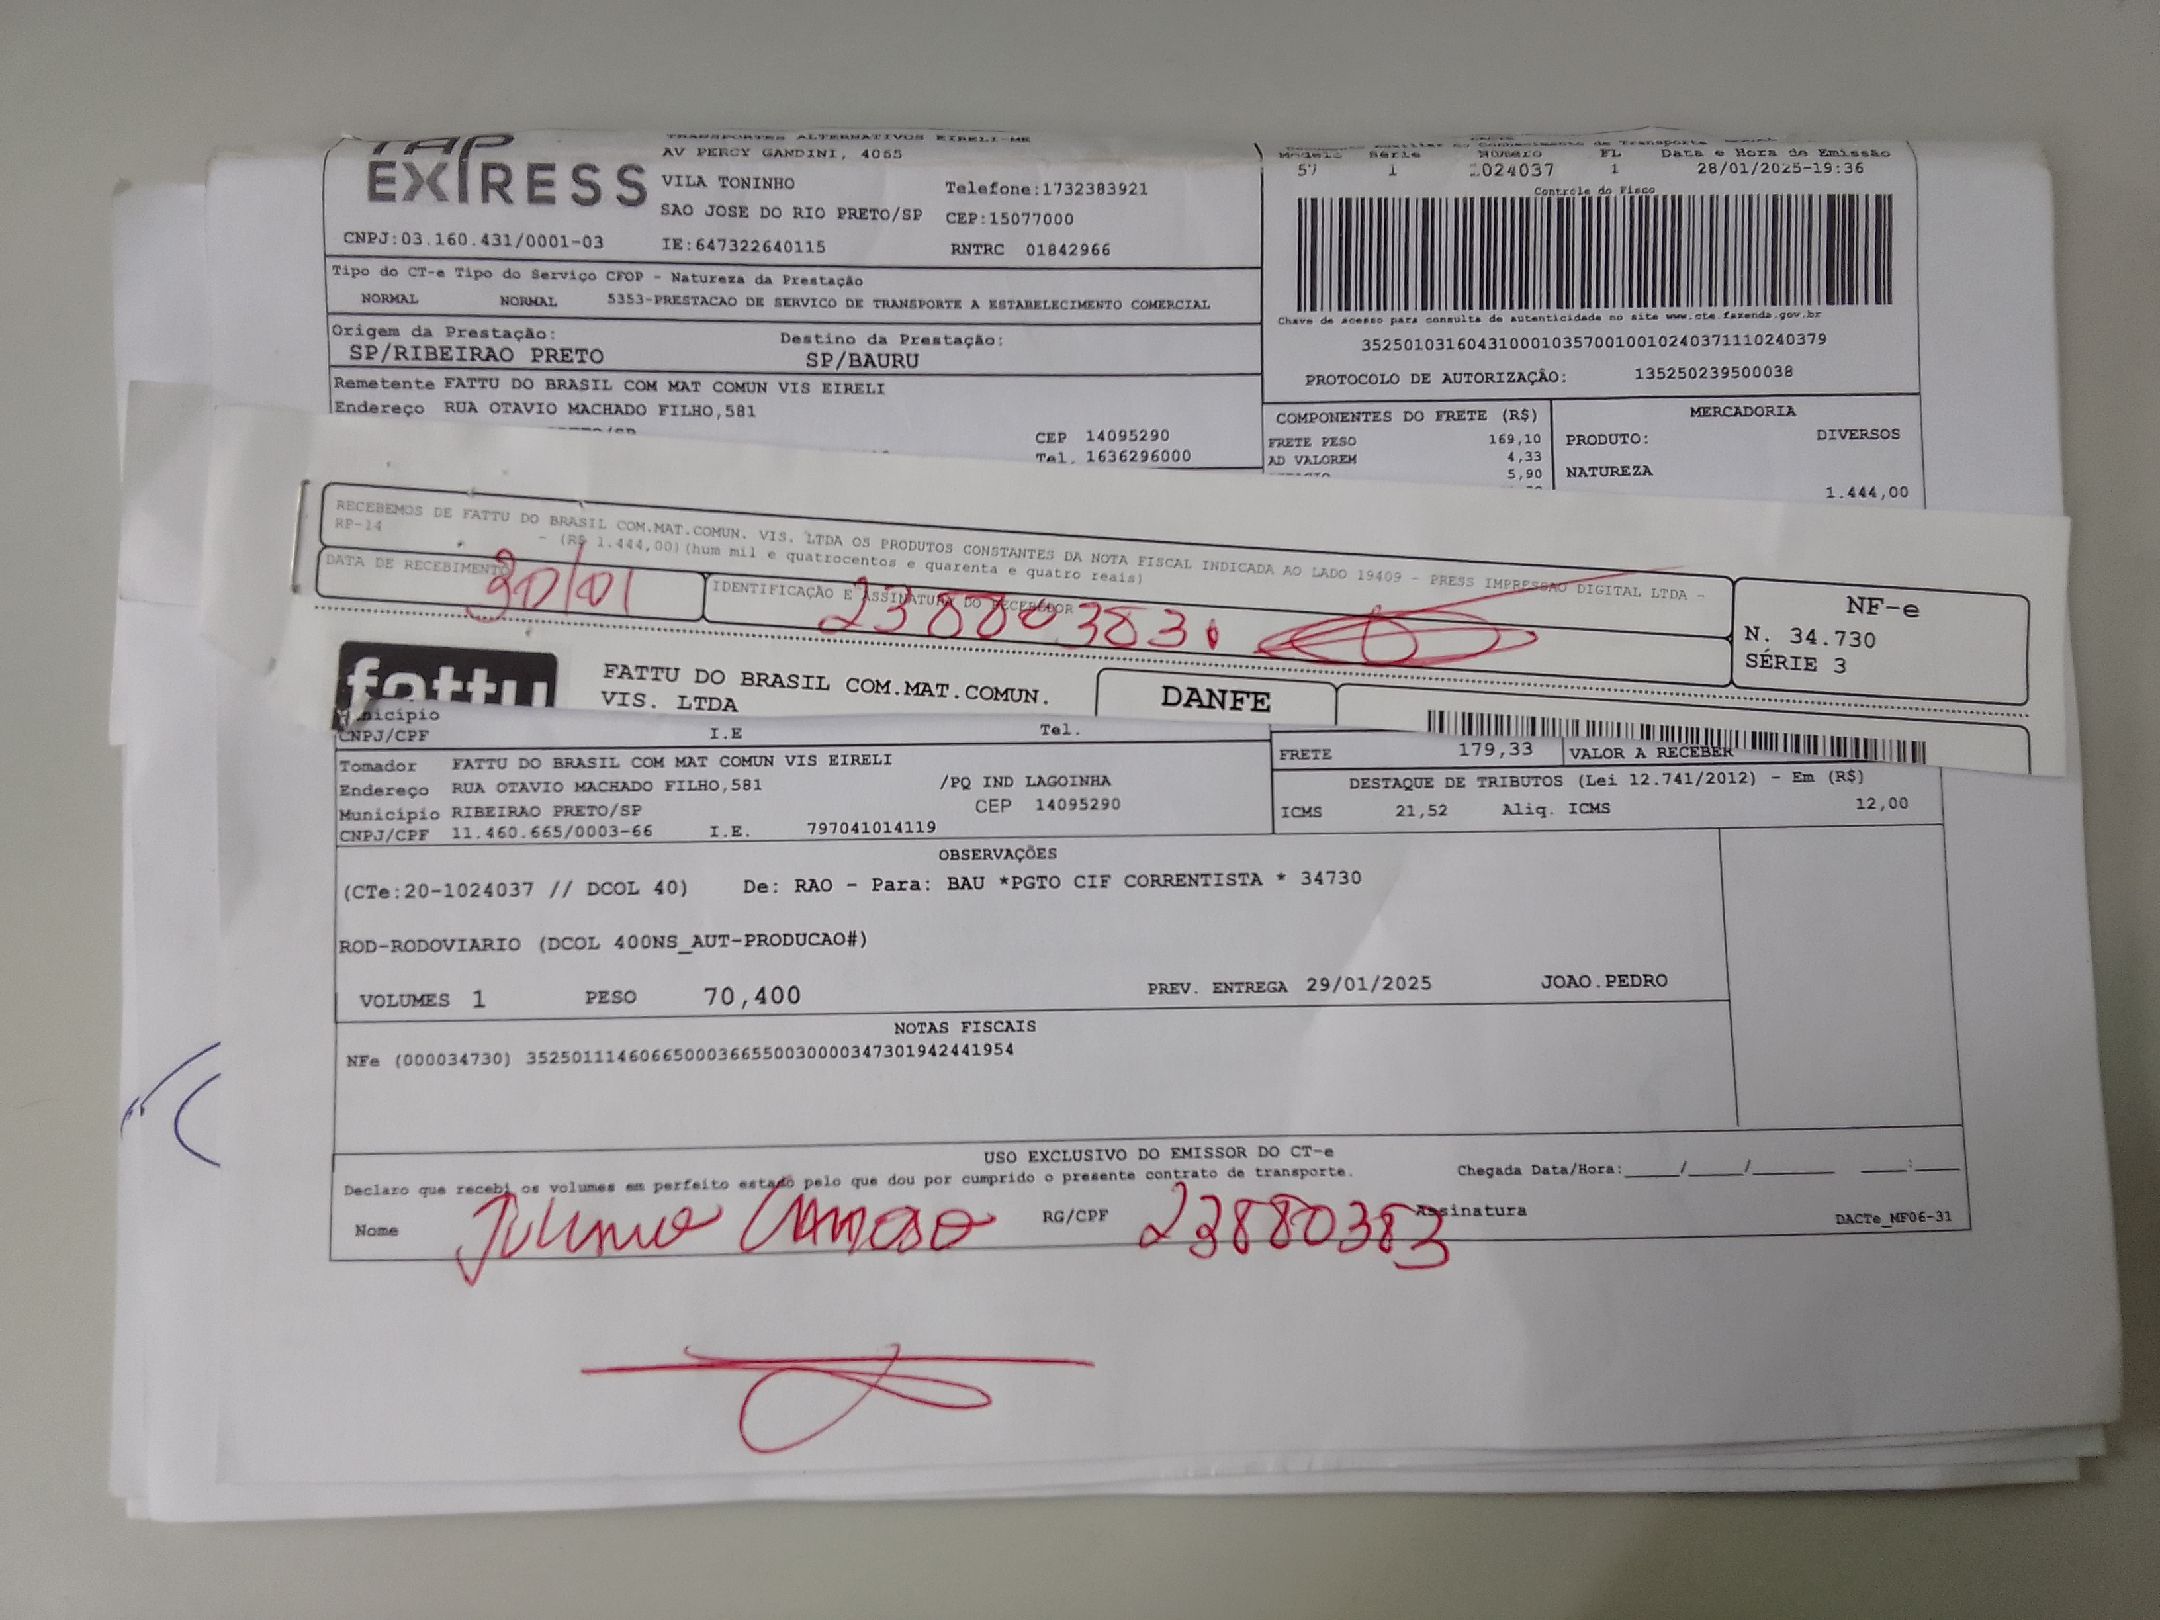 TAP
EXPRESS
TRANSPORTES ALTERNATIVOS EIRELI-ME
AV PERCY GANDINI, 4065
VILA TONINHO
Telefone:1732383921
SAO JOSE DO RIO PRETO/SP CEP:15077000
CNPJ:03.160.431/0001-03 IE:647322640115 RNTRC 01842966
Modelo Série Número FL Data e Hora de Emissão
57 1 1024037 1 28/01/2025-19:36
Controle do Fisco
Chave de acesso para consulta de autenticidade no site www.cte.fazenda.gov.br
35250103160431000103570010010240371110240379
PROTOCOLO DE AUTORIZAÇÃO: 135250239500038
Tipo do CT-e Tipo do Serviço CFOP - Natureza da Prestação
NORMAL NORMAL 5353-PRESTACAO DE SERVICO DE TRANSPORTE A ESTABELECIMENTO COMERCIAL
Origem da Prestação: Destino da Prestação:
SP/RIBEIRAO PRETO SP/BAURU
Remetente FATTU DO BRASIL COM MAT COMUN VIS EIRELI
Endereço RUA OTAVIO MACHADO FILHO,581
CEP 14095290
Tel. 1636296000
COMPONENTES DO FRETE (R$) MERCADORIA
FRETE PESO 169,10 PRODUTO: DIVERSOS
AD VALOREM 4,33
5,90 NATUREZA
1.444,00
RECEBEMOS DE FATTU DO BRASIL COM.MAT.COMUN. VIS. LTDA OS PRODUTOS CONSTANTES DA NOTA FISCAL INDICADA AO LADO 19409 - PRESS IMPRESSAO DIGITAL LTDA -
RP-14 - (R$ 1.444,00)(hum mil e quatrocentos e quarenta e quatro reais)
DATA DE RECEBIMENTO IDENTIFICAÇÃO E ASSINATURA DO RECEBEDOR
30/01 23880383
NF-e
N. 34.730
SÉRIE 3
fattu
FATTU DO BRASIL COM.MAT.COMUN.
VIS. LTDA
DANFE
Município
CNPJ/CPF I.E Tel.
FRETE 179,33 VALOR A RECEBER
Tomador FATTU DO BRASIL COM MAT COMUN VIS EIRELI
Endereço RUA OTAVIO MACHADO FILHO,581 /PQ IND LAGOINHA
Município RIBEIRAO PRETO/SP CEP 14095290
CNPJ/CPF 11.460.665/0003-66 I.E. 797041014119
DESTAQUE DE TRIBUTOS (Lei 12.741/2012) - Em (R$)
ICMS 21,52 Aliq. ICMS 12,00
OBSERVAÇÕES
(CTe:20-1024037 // DCOL 40) De: RAO - Para: BAU *PGTO CIF CORRENTISTA * 34730
ROD-RODOVIARIO (DCOL 400NS_AUT-PRODUCAO#)
VOLUMES 1 PESO 70,400 PREV. ENTREGA 29/01/2025 JOAO.PEDRO
NOTAS FISCAIS
NFe (000034730) 35250111460665000366550030000347301942441954
USO EXCLUSIVO DO EMISSOR DO CT-e
Declaro que recebi os volumes em perfeito estado pelo que dou por cumprido o presente contrato de transporte. Chegada Data/Hora:____/____/______ ___:___
Nome RG/CPF 23880383 Assinatura
DACTe_MF06-31